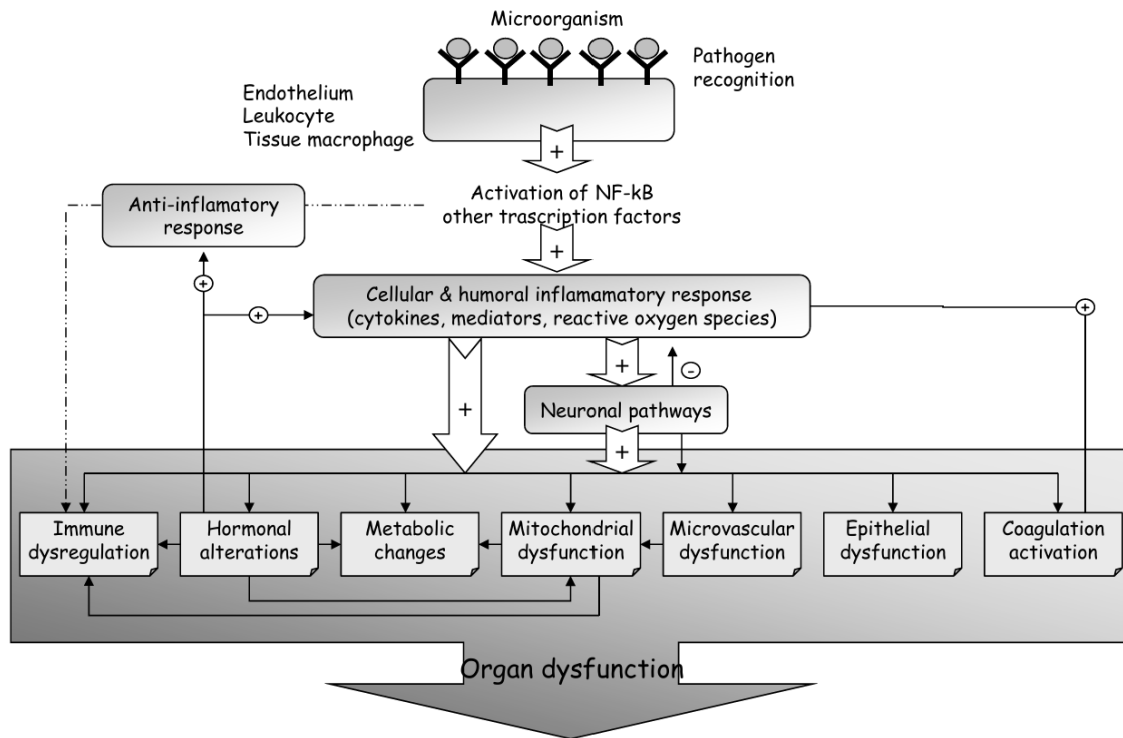 Microorganism
Pathogen
recognition
Endothelium
Leukocyte
Tissue macrophage
+
Activation of NF-kB
other trascription factors
Anti-inflamatory
response
+
+
+
Cellular & humoral inflamamatory response
(cytokines, mediators, reactive oxygen species)
+
+
-
+
Neuronal pathways
+
Immune
dysregulation
Hormonal
alterations
Metabolic
changes
Mitochondrial
dysfunction
Microvascular
dysfunction
Epithelial
dysfunction
Coagulation
activation
Organ dysfunction